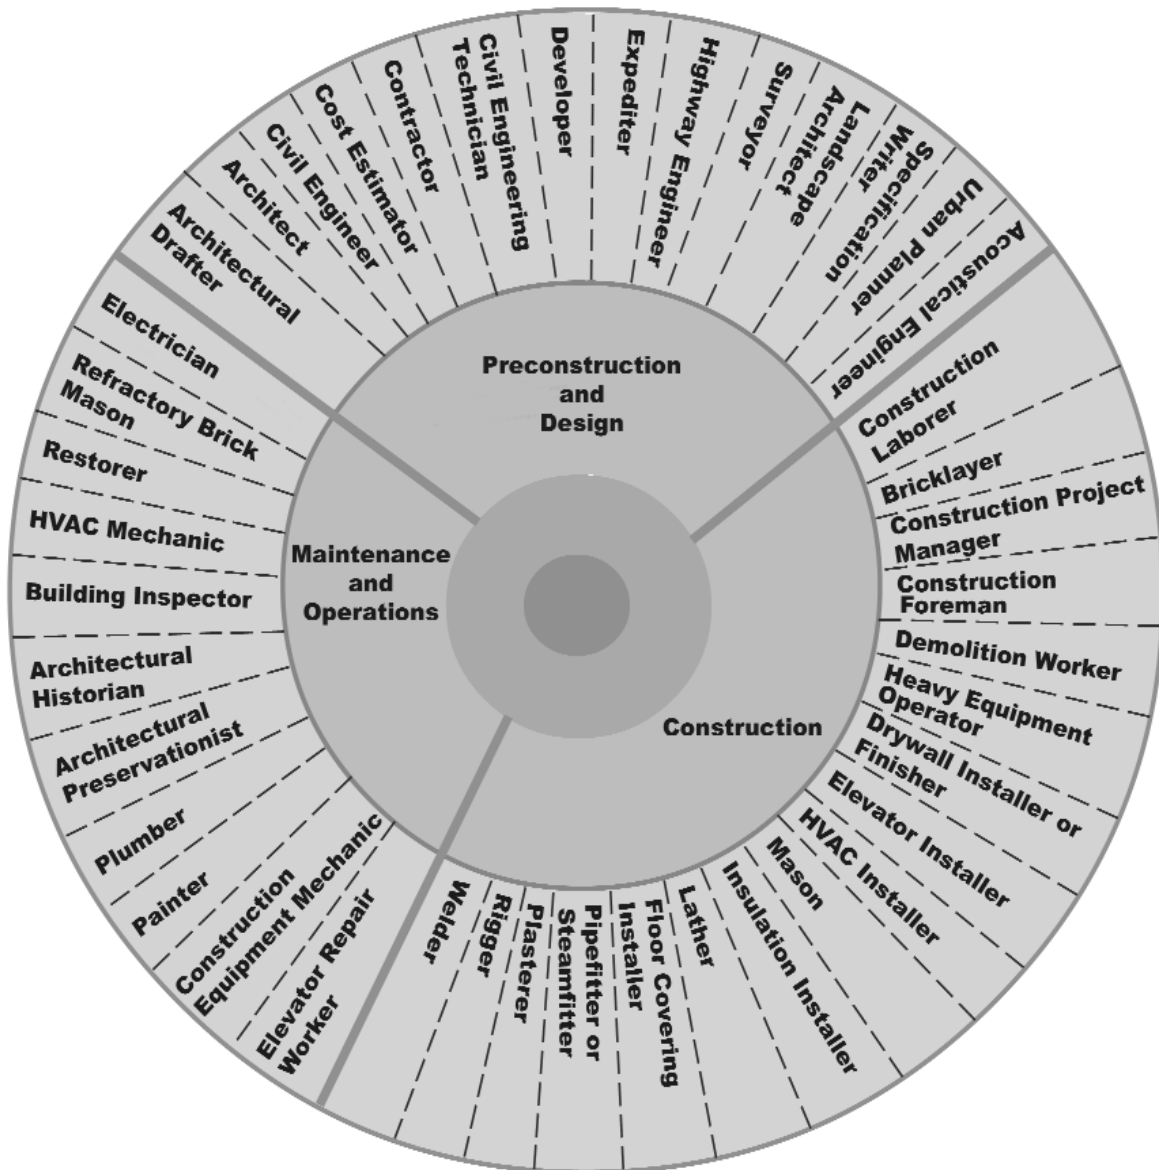 Preconstruction
and
Design
Architectural
Drafter
Architect
Civil Engineer
Cost Estimator
Contractor
Civil Engineering
Technician
Developer
Expediter
Highway Engineer
Surveyor
Landscape
Architect
Specification
Writer
Urban Planner
Acoustical Engineer
Construction
Construction
Laborer
Bricklayer
Construction Project
Manager
Construction
Foreman
Demolition Worker
Heavy Equipment
Operator
Drywall Installer or
Finisher
Elevator Installer
HVAC Installer
Mason
Insulation Installer
Lather
Floor Covering
Installer
Pipefitter or
Steamfitter
Plasterer
Rigger
Welder
Maintenance
and
Operations
Electrician
Refractory Brick
Mason
Restorer
HVAC Mechanic
Building Inspector
Architectural
Historian
Architectural
Preservationist
Plumber
Painter
Construction
Equipment Mechanic
Elevator Repair
Worker